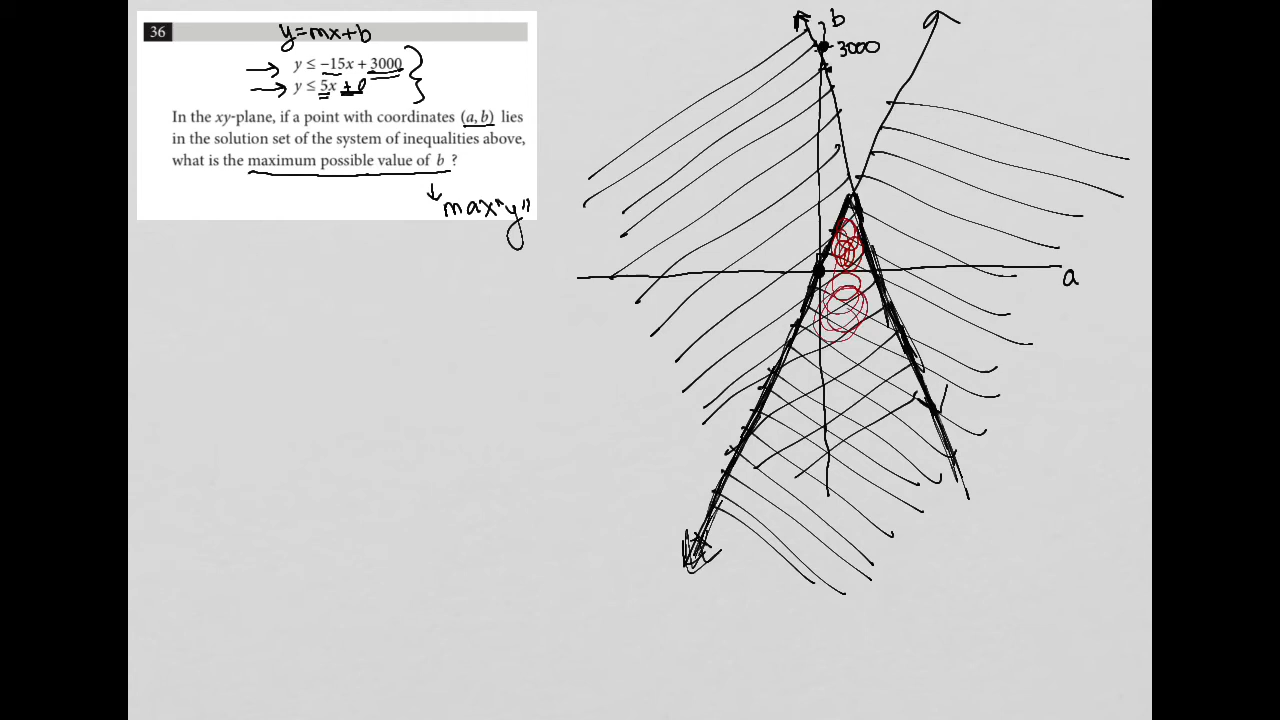 36
y=mx+b
y ≤ −15x + 3000
y ≤ 5x + 0
In the xy-plane, if a point with coordinates (a, b) lies
in the solution set of the system of inequalities above,
what is the maximum possible value of b ?
max "y"
b
3000
a